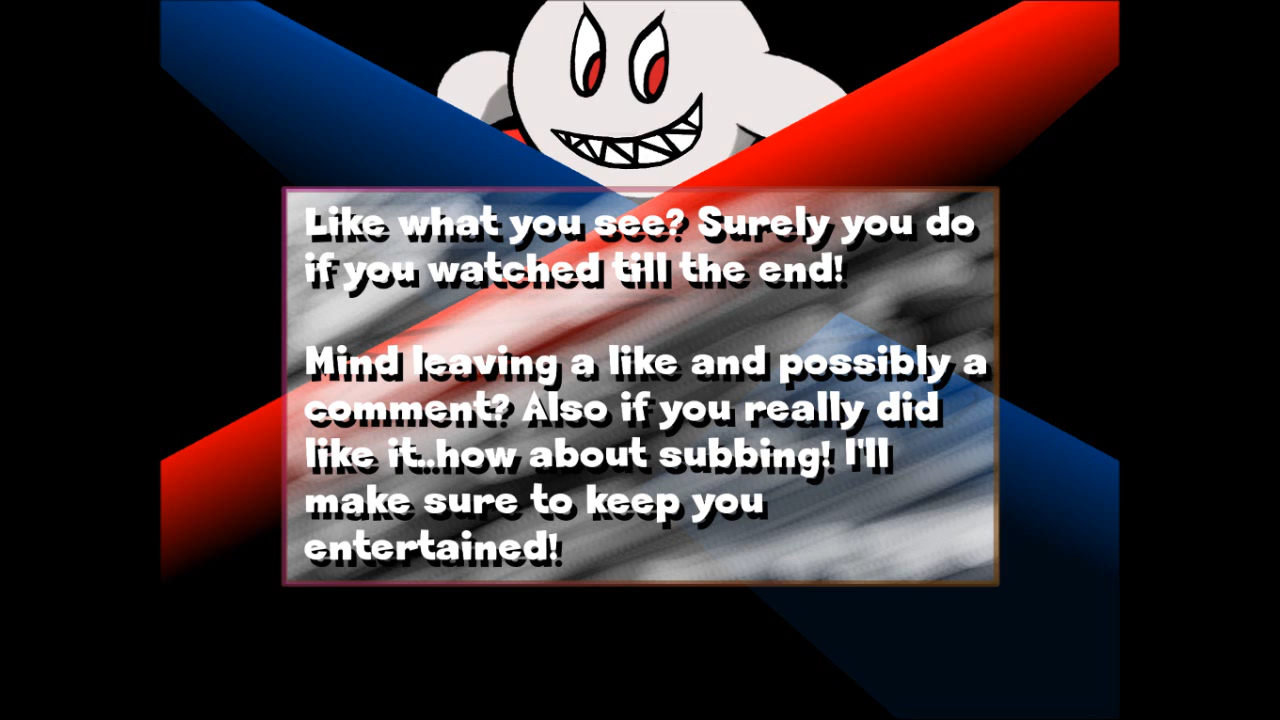 Like what you see? Surely you do
if you watched till the end!
Mind leaving a like and possibly a
comment? Also if you really did
like it..how about subbing! I'll
make sure to keep you
entertained!